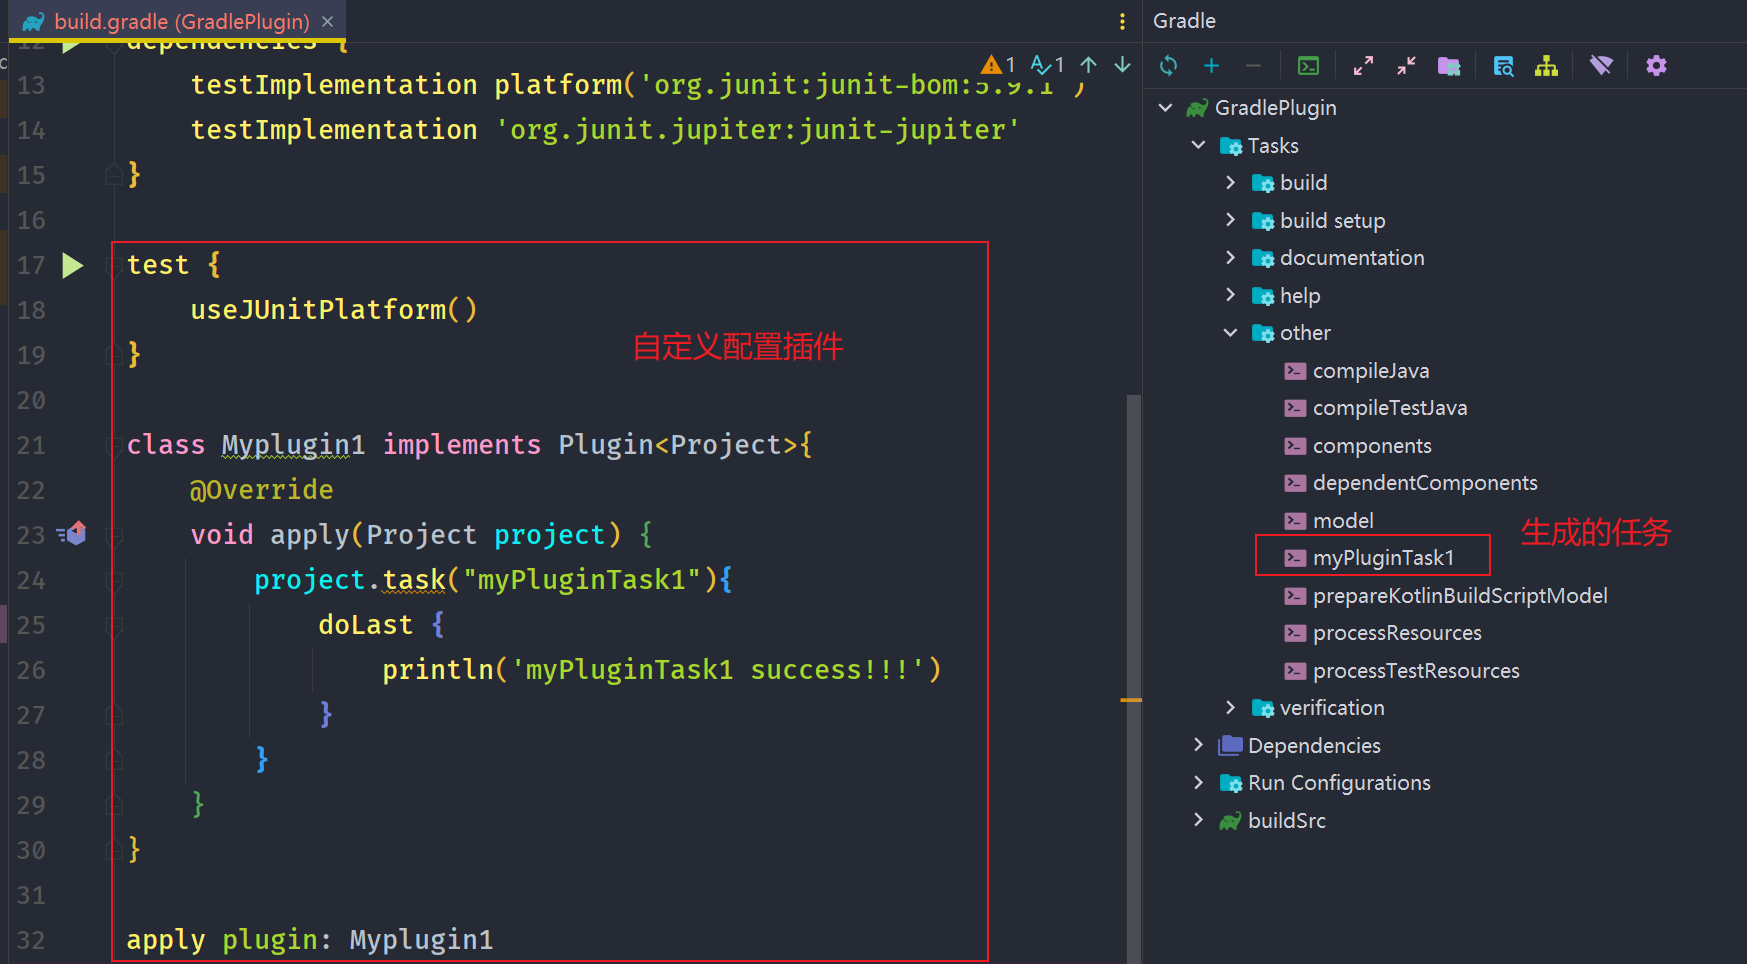 build.gradle (GradlePlugin)
12 dependencies {
13 testImplementation platform('org.junit:junit-bom:5.9.1')
14 testImplementation 'org.junit.jupiter:junit-jupiter'
15 }
16
17 test {
18 useJUnitPlatform()
19 }
20
21 class Myplugin1 implements Plugin<Project>{
22 @Override
23 void apply(Project project) {
24 project.task("myPluginTask1"){
25 doLast {
26 println('myPluginTask1 success!!!')
27 }
28 }
29 }
30 }
31
32 apply plugin: Myplugin1
自定义配置插件
1 1
Gradle
GradlePlugin
Tasks
build
build setup
documentation
help
other
compileJava
compileTestJava
components
dependentComponents
model
myPluginTask1
生成的任务
prepareKotlinBuildScriptModel
processResources
processTestResources
verification
Dependencies
Run Configurations
buildSrc